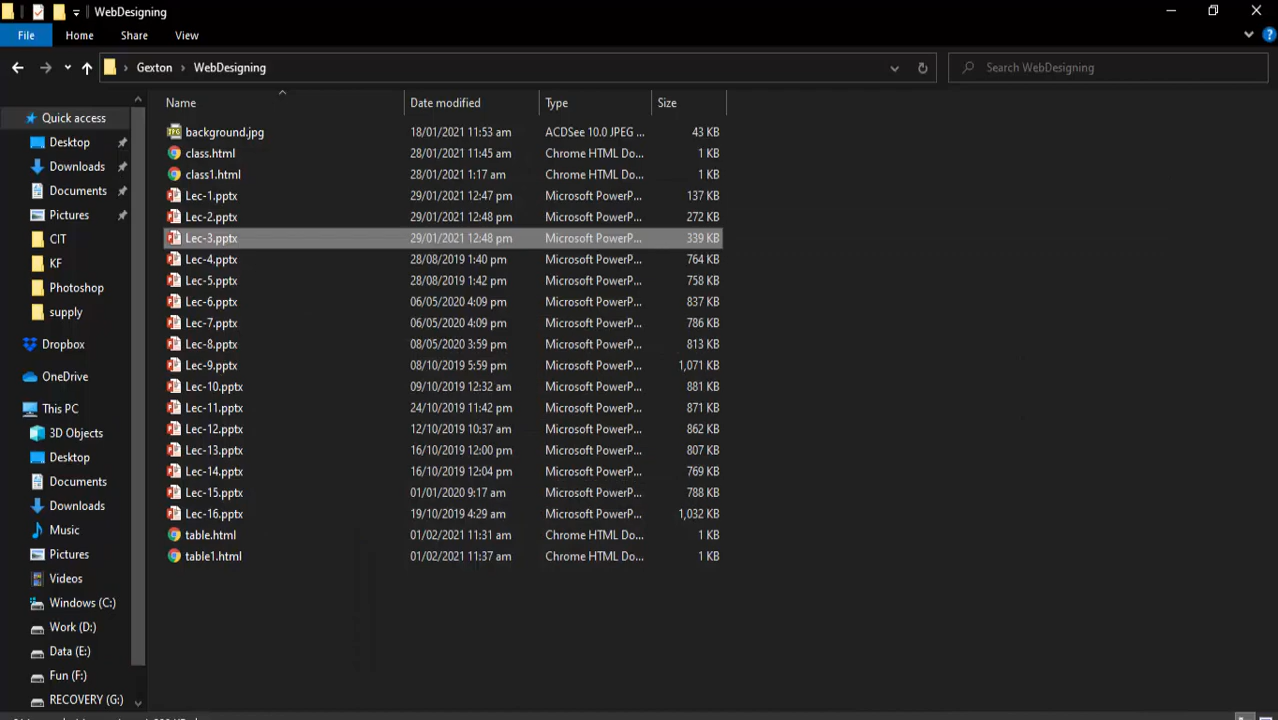 WebDesigning
File Home Share View
Gexton WebDesigning
Search WebDesigning
Name Date modified Type Size
Quick access
Desktop
Downloads
Documents
Pictures
CIT
KF
Photoshop
supply
Dropbox
OneDrive
This PC
3D Objects
Desktop
Documents
Downloads
Music
Pictures
Videos
Windows (C:)
Work (D:)
Data (E:)
Fun (F:)
RECOVERY (G:)
background.jpg 18/01/2021 11:53 am ACDSee 10.0 JPEG ... 43 KB
class.html 28/01/2021 11:45 am Chrome HTML Do... 1 KB
class1.html 28/01/2021 1:17 am Chrome HTML Do... 1 KB
Lec-1.pptx 29/01/2021 12:47 pm Microsoft PowerP... 137 KB
Lec-2.pptx 29/01/2021 12:48 pm Microsoft PowerP... 272 KB
Lec-3.pptx 29/01/2021 12:48 pm Microsoft PowerP... 339 KB
Lec-4.pptx 28/08/2019 1:40 pm Microsoft PowerP... 764 KB
Lec-5.pptx 28/08/2019 1:42 pm Microsoft PowerP... 758 KB
Lec-6.pptx 06/05/2020 4:09 pm Microsoft PowerP... 837 KB
Lec-7.pptx 06/05/2020 4:09 pm Microsoft PowerP... 786 KB
Lec-8.pptx 08/05/2020 3:59 pm Microsoft PowerP... 813 KB
Lec-9.pptx 08/10/2019 5:59 pm Microsoft PowerP... 1,071 KB
Lec-10.pptx 09/10/2019 12:32 am Microsoft PowerP... 881 KB
Lec-11.pptx 24/10/2019 11:42 pm Microsoft PowerP... 871 KB
Lec-12.pptx 12/10/2019 10:37 am Microsoft PowerP... 862 KB
Lec-13.pptx 16/10/2019 12:00 pm Microsoft PowerP... 807 KB
Lec-14.pptx 16/10/2019 12:04 pm Microsoft PowerP... 769 KB
Lec-15.pptx 01/01/2020 9:17 am Microsoft PowerP... 788 KB
Lec-16.pptx 19/10/2019 4:29 am Microsoft PowerP... 1,032 KB
table.html 01/02/2021 11:31 am Chrome HTML Do... 1 KB
table1.html 01/02/2021 11:37 am Chrome HTML Do... 1 KB